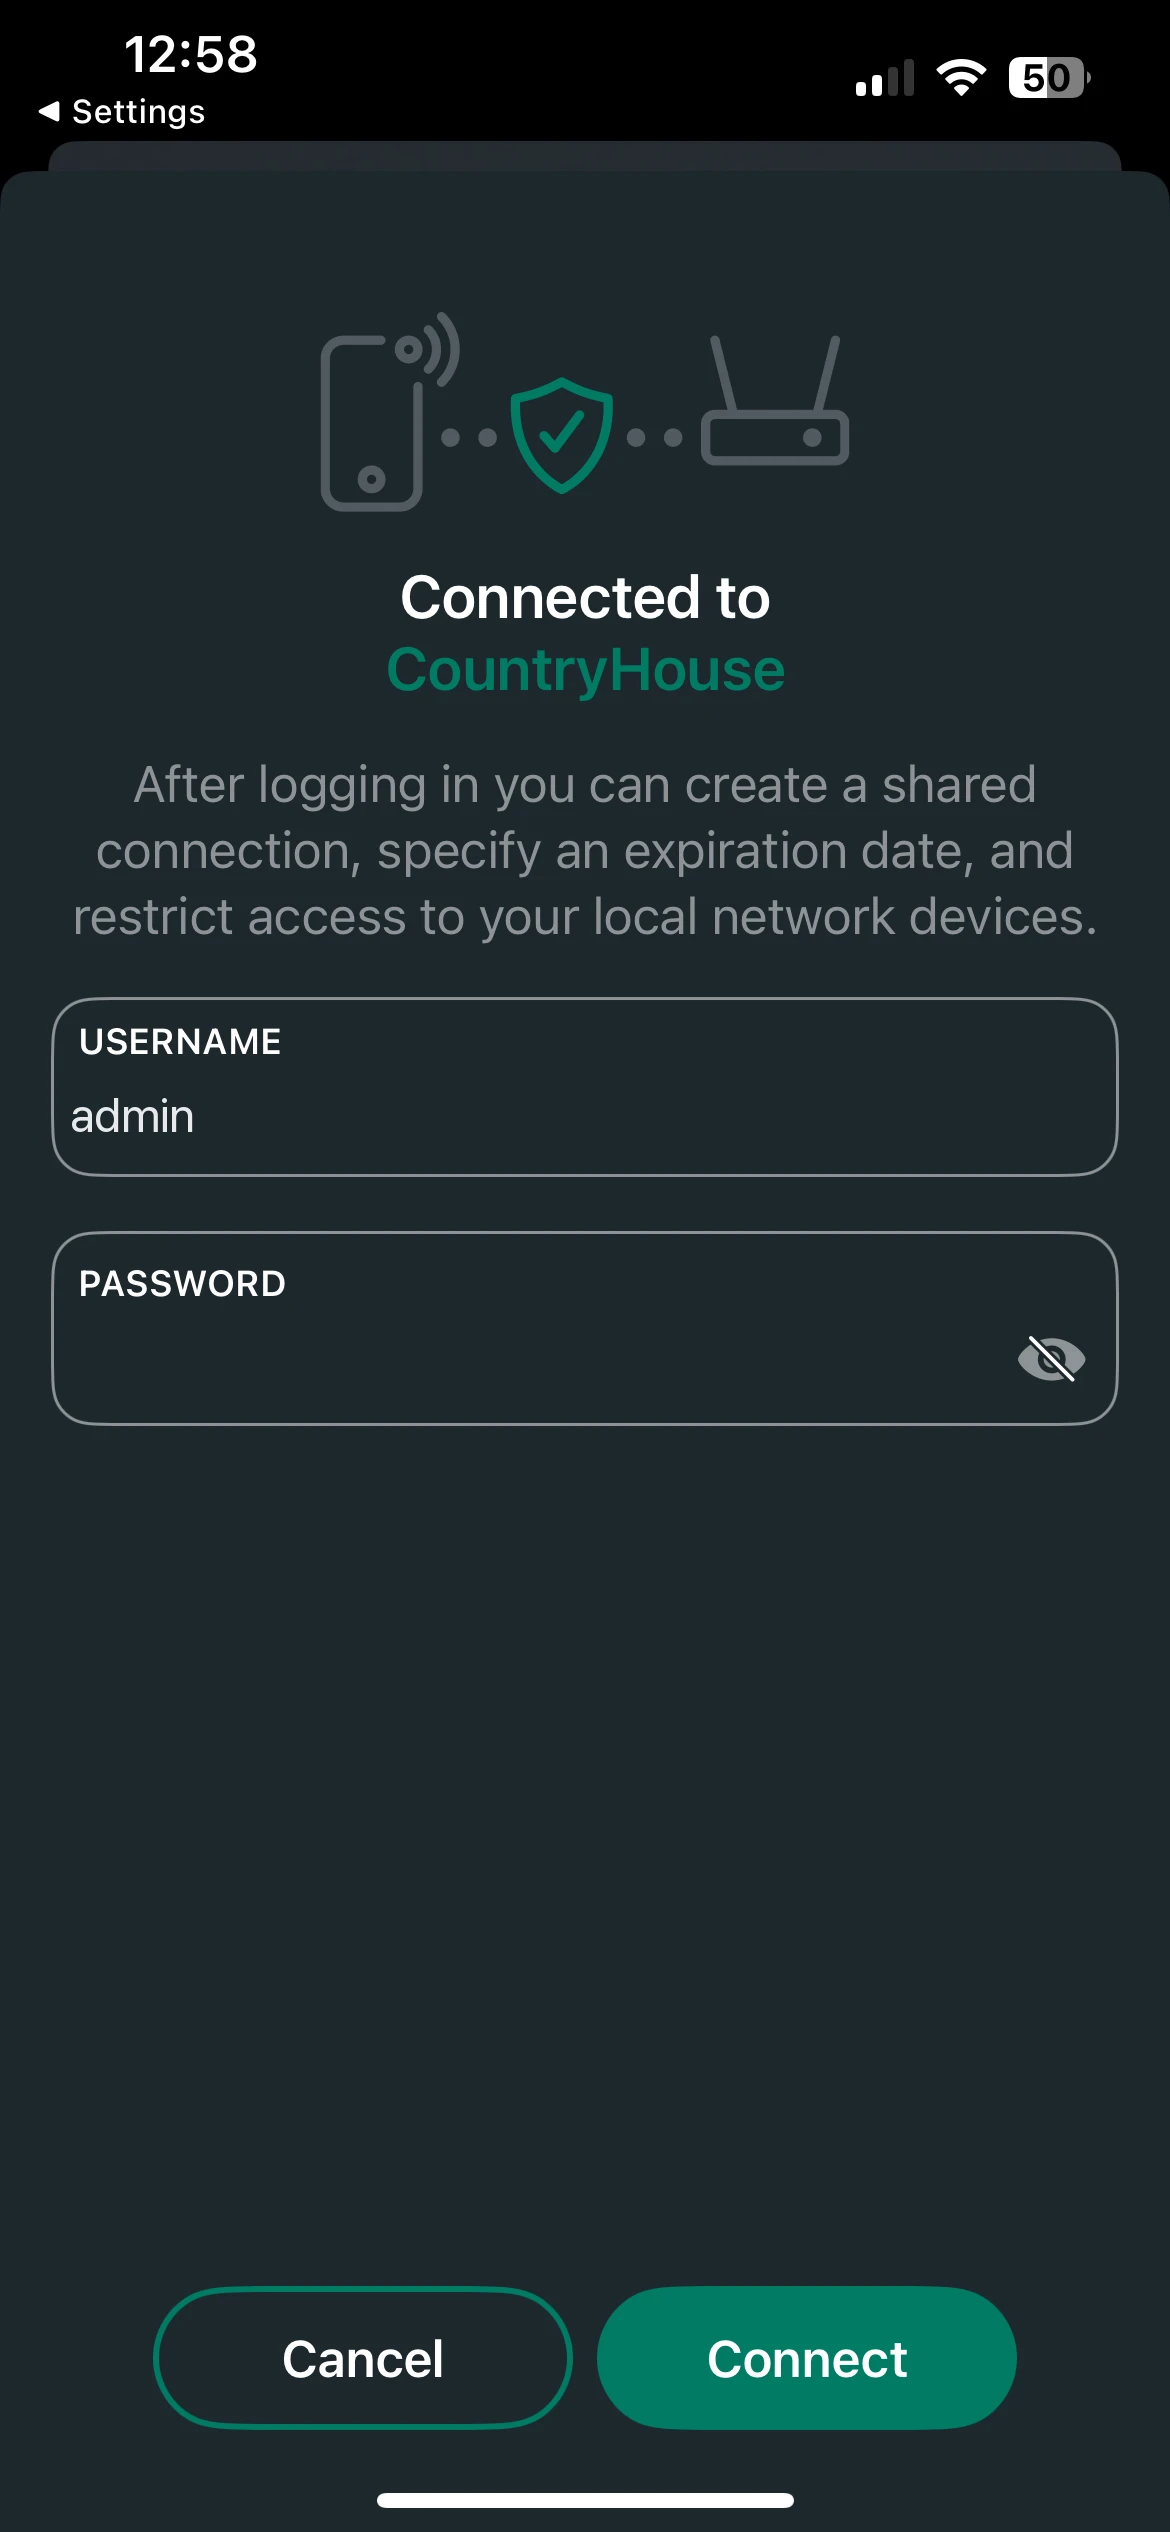 12:58
50
◀ Settings
Connected to
CountryHouse
After logging in you can create a shared
connection, specify an expiration date, and
restrict access to your local network devices.
USERNAME
admin
PASSWORD
Cancel
Connect